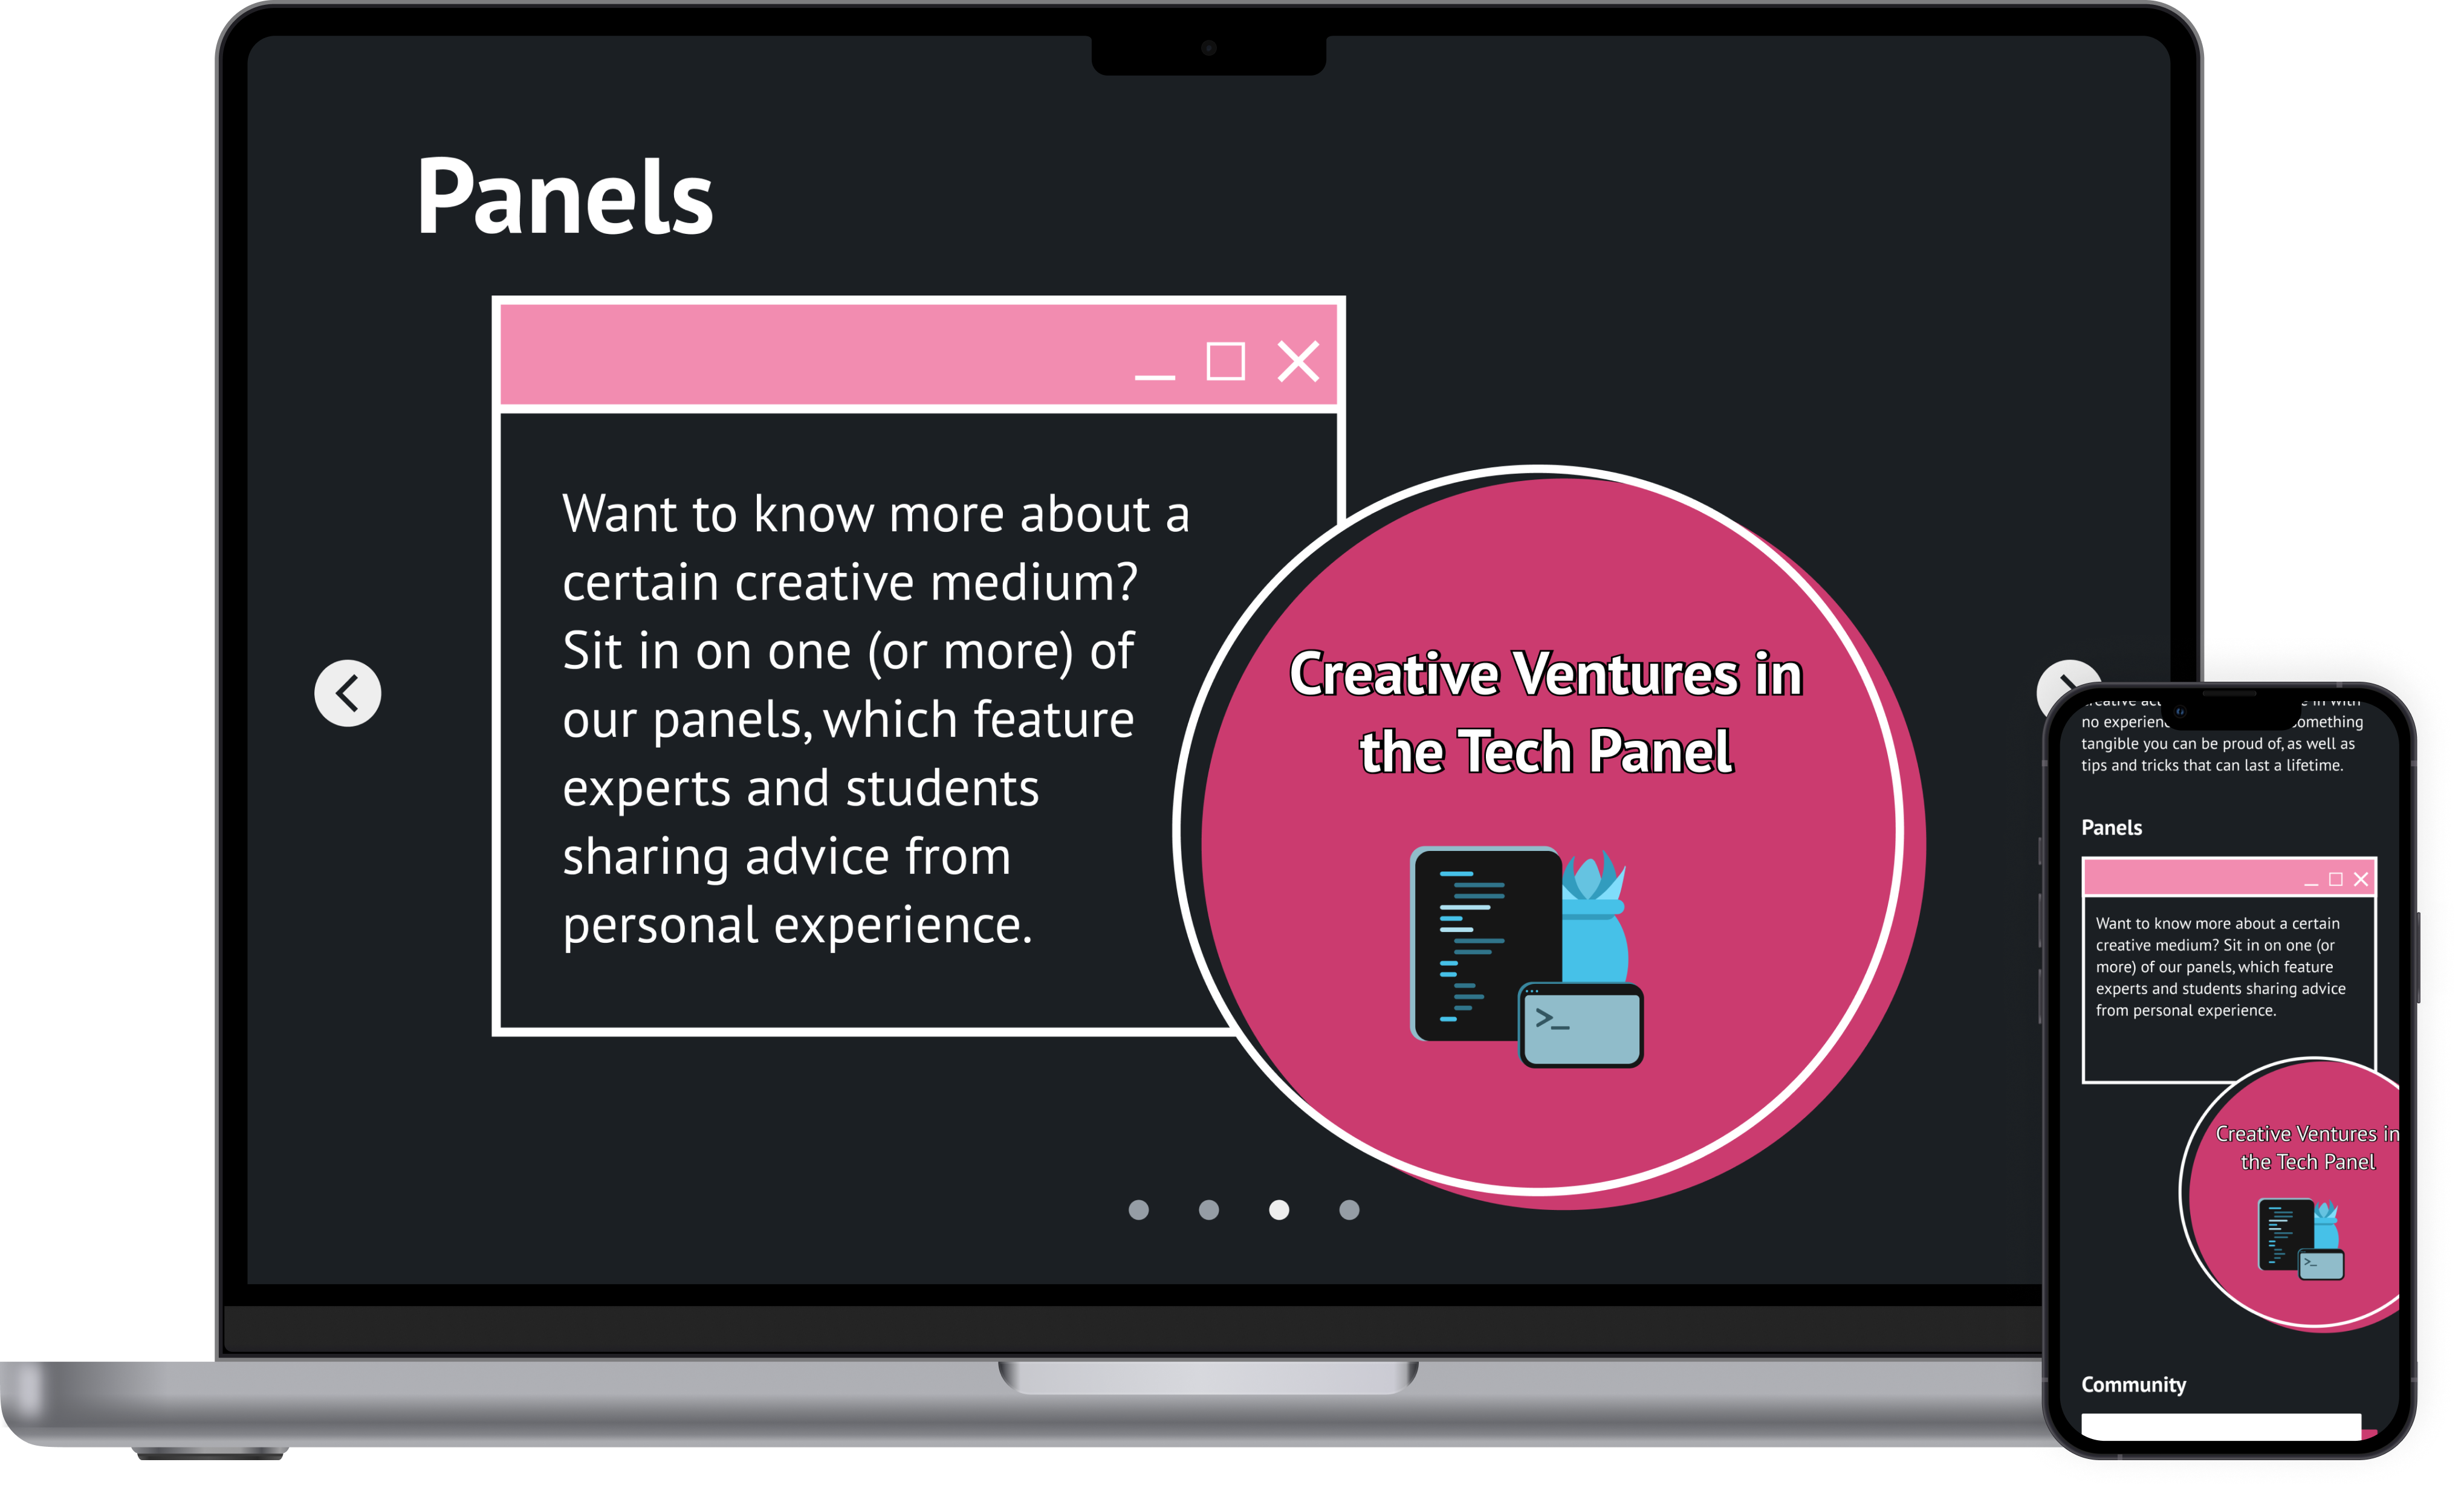 Panels
Want to know more about a
certain creative medium?
Sit in on one (or more) of
our panels, which feature
experts and students
sharing advice from
personal experience.
Creative Ventures in
the Tech Panel
>_
in with
no experien
something
tangible you can be proud of, as well as
tips and tricks that can last a lifetime.
Panels
Want to know more about a certain
creative medium? Sit in on one (or
more) of our panels, which feature
experts and students sharing advice
from personal experience.
Creative Ventures in
the Tech Panel
>_
Community